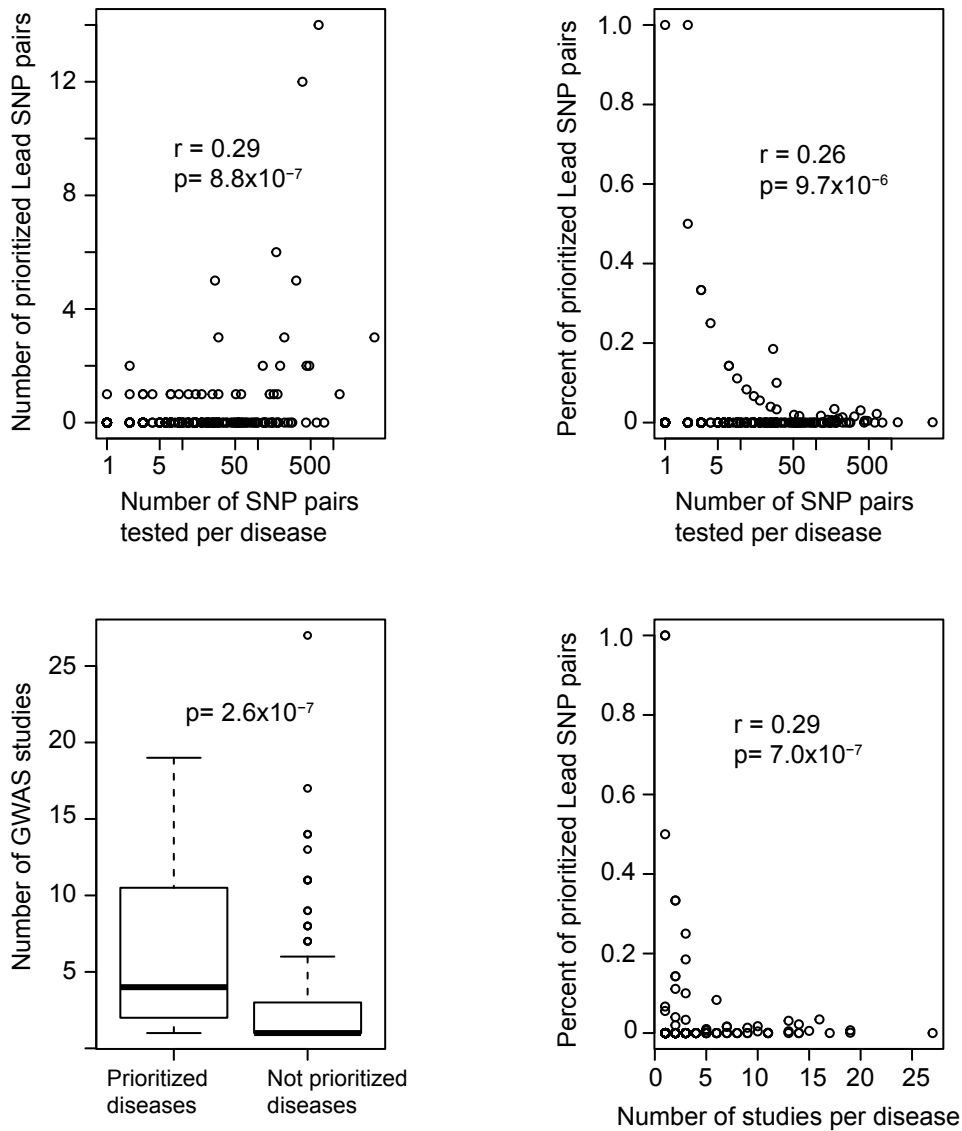 Number of prioritized Lead SNP pairs
12
8
4
0
r = 0.29
p= 8.8x10⁻⁷
1 5 50 500
Number of SNP pairs
tested per disease
Percent of prioritized Lead SNP pairs
1.0
0.8
0.6
0.4
0.2
0
r = 0.26
p= 9.7x10⁻⁶
1 5 50 500
Number of SNP pairs
tested per disease
Number of GWAS studies
25
20
15
10
5
p= 2.6x10⁻⁷
Prioritized
diseases
Not prioritized
diseases
Percent of prioritized Lead SNP pairs
1.0
0.8
0.6
0.4
0.2
0
r = 0.29
p= 7.0x10⁻⁷
0 5 10 15 20 25
Number of studies per disease